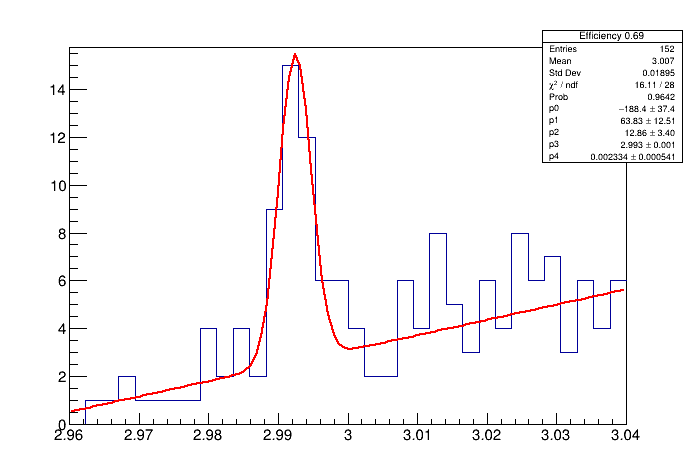 Efficiency 0.69
Entries 152
Mean 3.007
Std Dev 0.01895
χ² / ndf 16.11 / 28
Prob 0.9642
p0 −188.4 ± 37.4
p1 63.83 ± 12.51
p2 12.86 ± 3.40
p3 2.993 ± 0.001
p4 0.002334 ± 0.000541
14
12
10
8
6
4
2
0
2.96 2.97 2.98 2.99 3 3.01 3.02 3.03 3.04